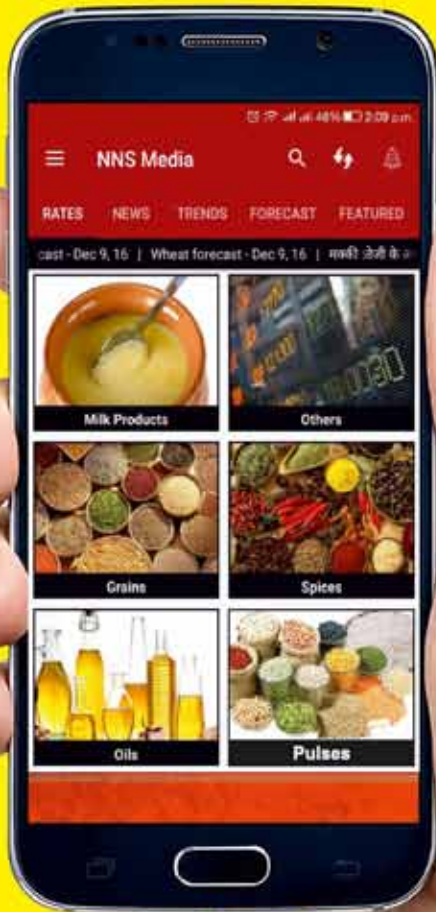 46% 2:09 p.m.
NNS Media
RATES NEWS TRENDS FORECAST FEATURED
cast - Dec 9, 16 | Wheat forecast - Dec 9, 16 | मक्की :तेजी के
Milk Products
Others
Grains
Spices
Oils
Pulses